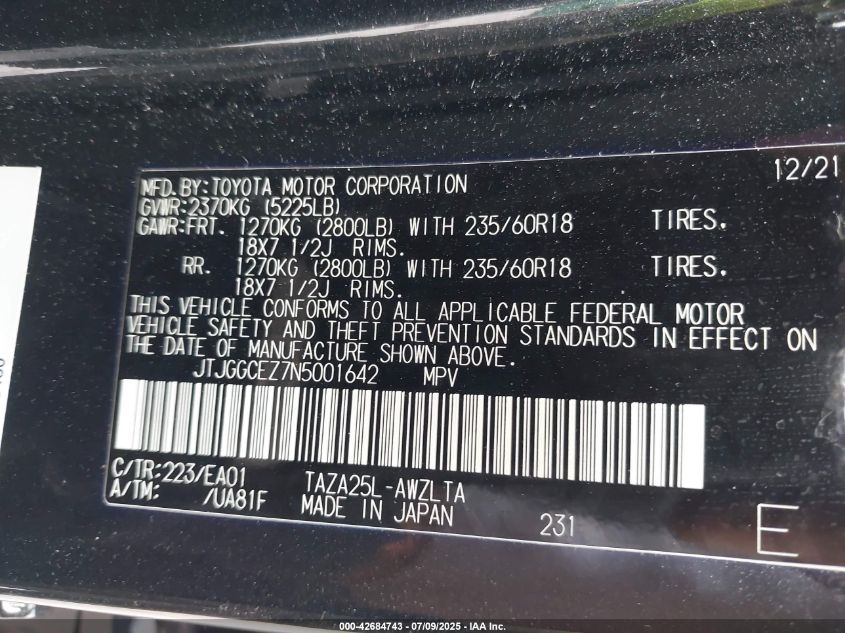 12/21
MFD.BY:TOYOTA MOTOR CORPORATION
GVWR:2370KG (5225LB)
GAWR:FRT. 1270KG (2800LB) WITH 235/60R18 TIRES.
18X7 1/2J RIMS.
RR. 1270KG (2800LB) WITH 235/60R18 TIRES.
18X7 1/2J RIMS.
THIS VEHICLE CONFORMS TO ALL APPLICABLE FEDERAL MOTOR
VEHICLE SAFETY AND THEFT PREVENTION STANDARDS IN EFFECT ON
THE DATE OF MANUFACTURE SHOWN ABOVE.
JTJGGCEZ7N5001642 MPV
C/TR:223/EA01 TAZA25L-AWZLTA
A/TM: /UA81F MADE IN JAPAN 231 E
000-42684743 / 07/09/2025 - IAA Inc.